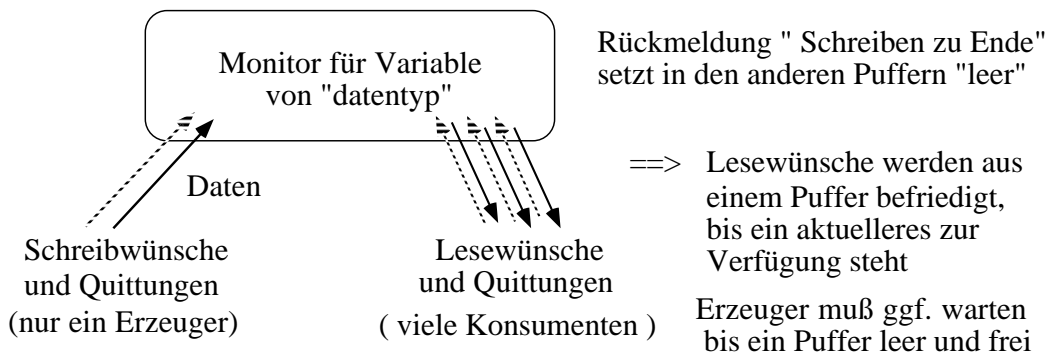 Monitor für Variable
von "datentyp"
Rückmeldung " Schreiben zu Ende"
setzt in den anderen Puffern "leer"
Daten
==> Lesewünsche werden aus
einem Puffer befriedigt,
bis ein aktuelleres zur
Verfügung steht
Schreibwünsche
und Quittungen
(nur ein Erzeuger)
Lesewünsche
und Quittungen
( viele Konsumenten )
Erzeuger muß ggf. warten
bis ein Puffer leer und frei